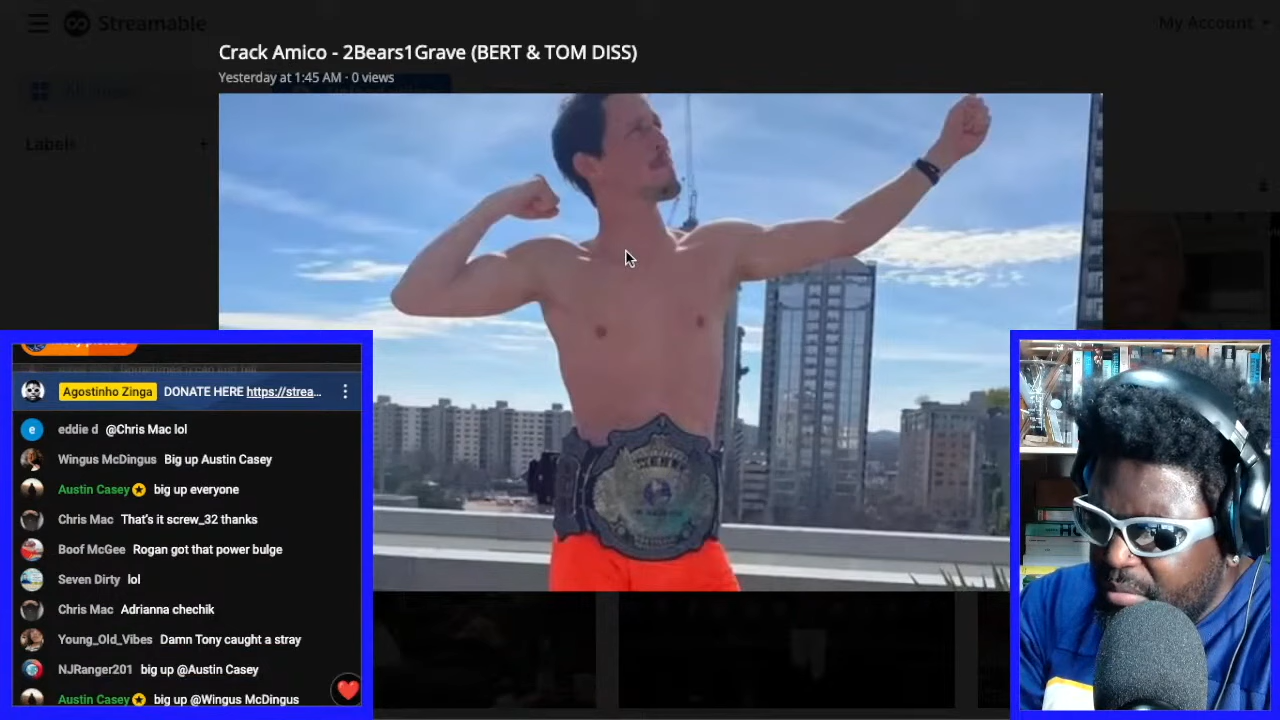 Streamable
My Account
Crack Amico - 2Bears1Grave (BERT & TOM DISS)
Yesterday at 1:45 AM · 0 views
Labels
+
Agostinho Zinga DONATE HERE https://strea...
eddie d @Chris Mac lol
Wingus McDingus Big up Austin Casey
Austin Casey big up everyone
Chris Mac That's it screw_32 thanks
Boof McGee Rogan got that power bulge
Seven Dirty lol
Chris Mac Adrianna chechik
Young_Old_Vibes Damn Tony caught a stray
NJRanger201 big up @Austin Casey
Austin Casey big up @Wingus McDingus